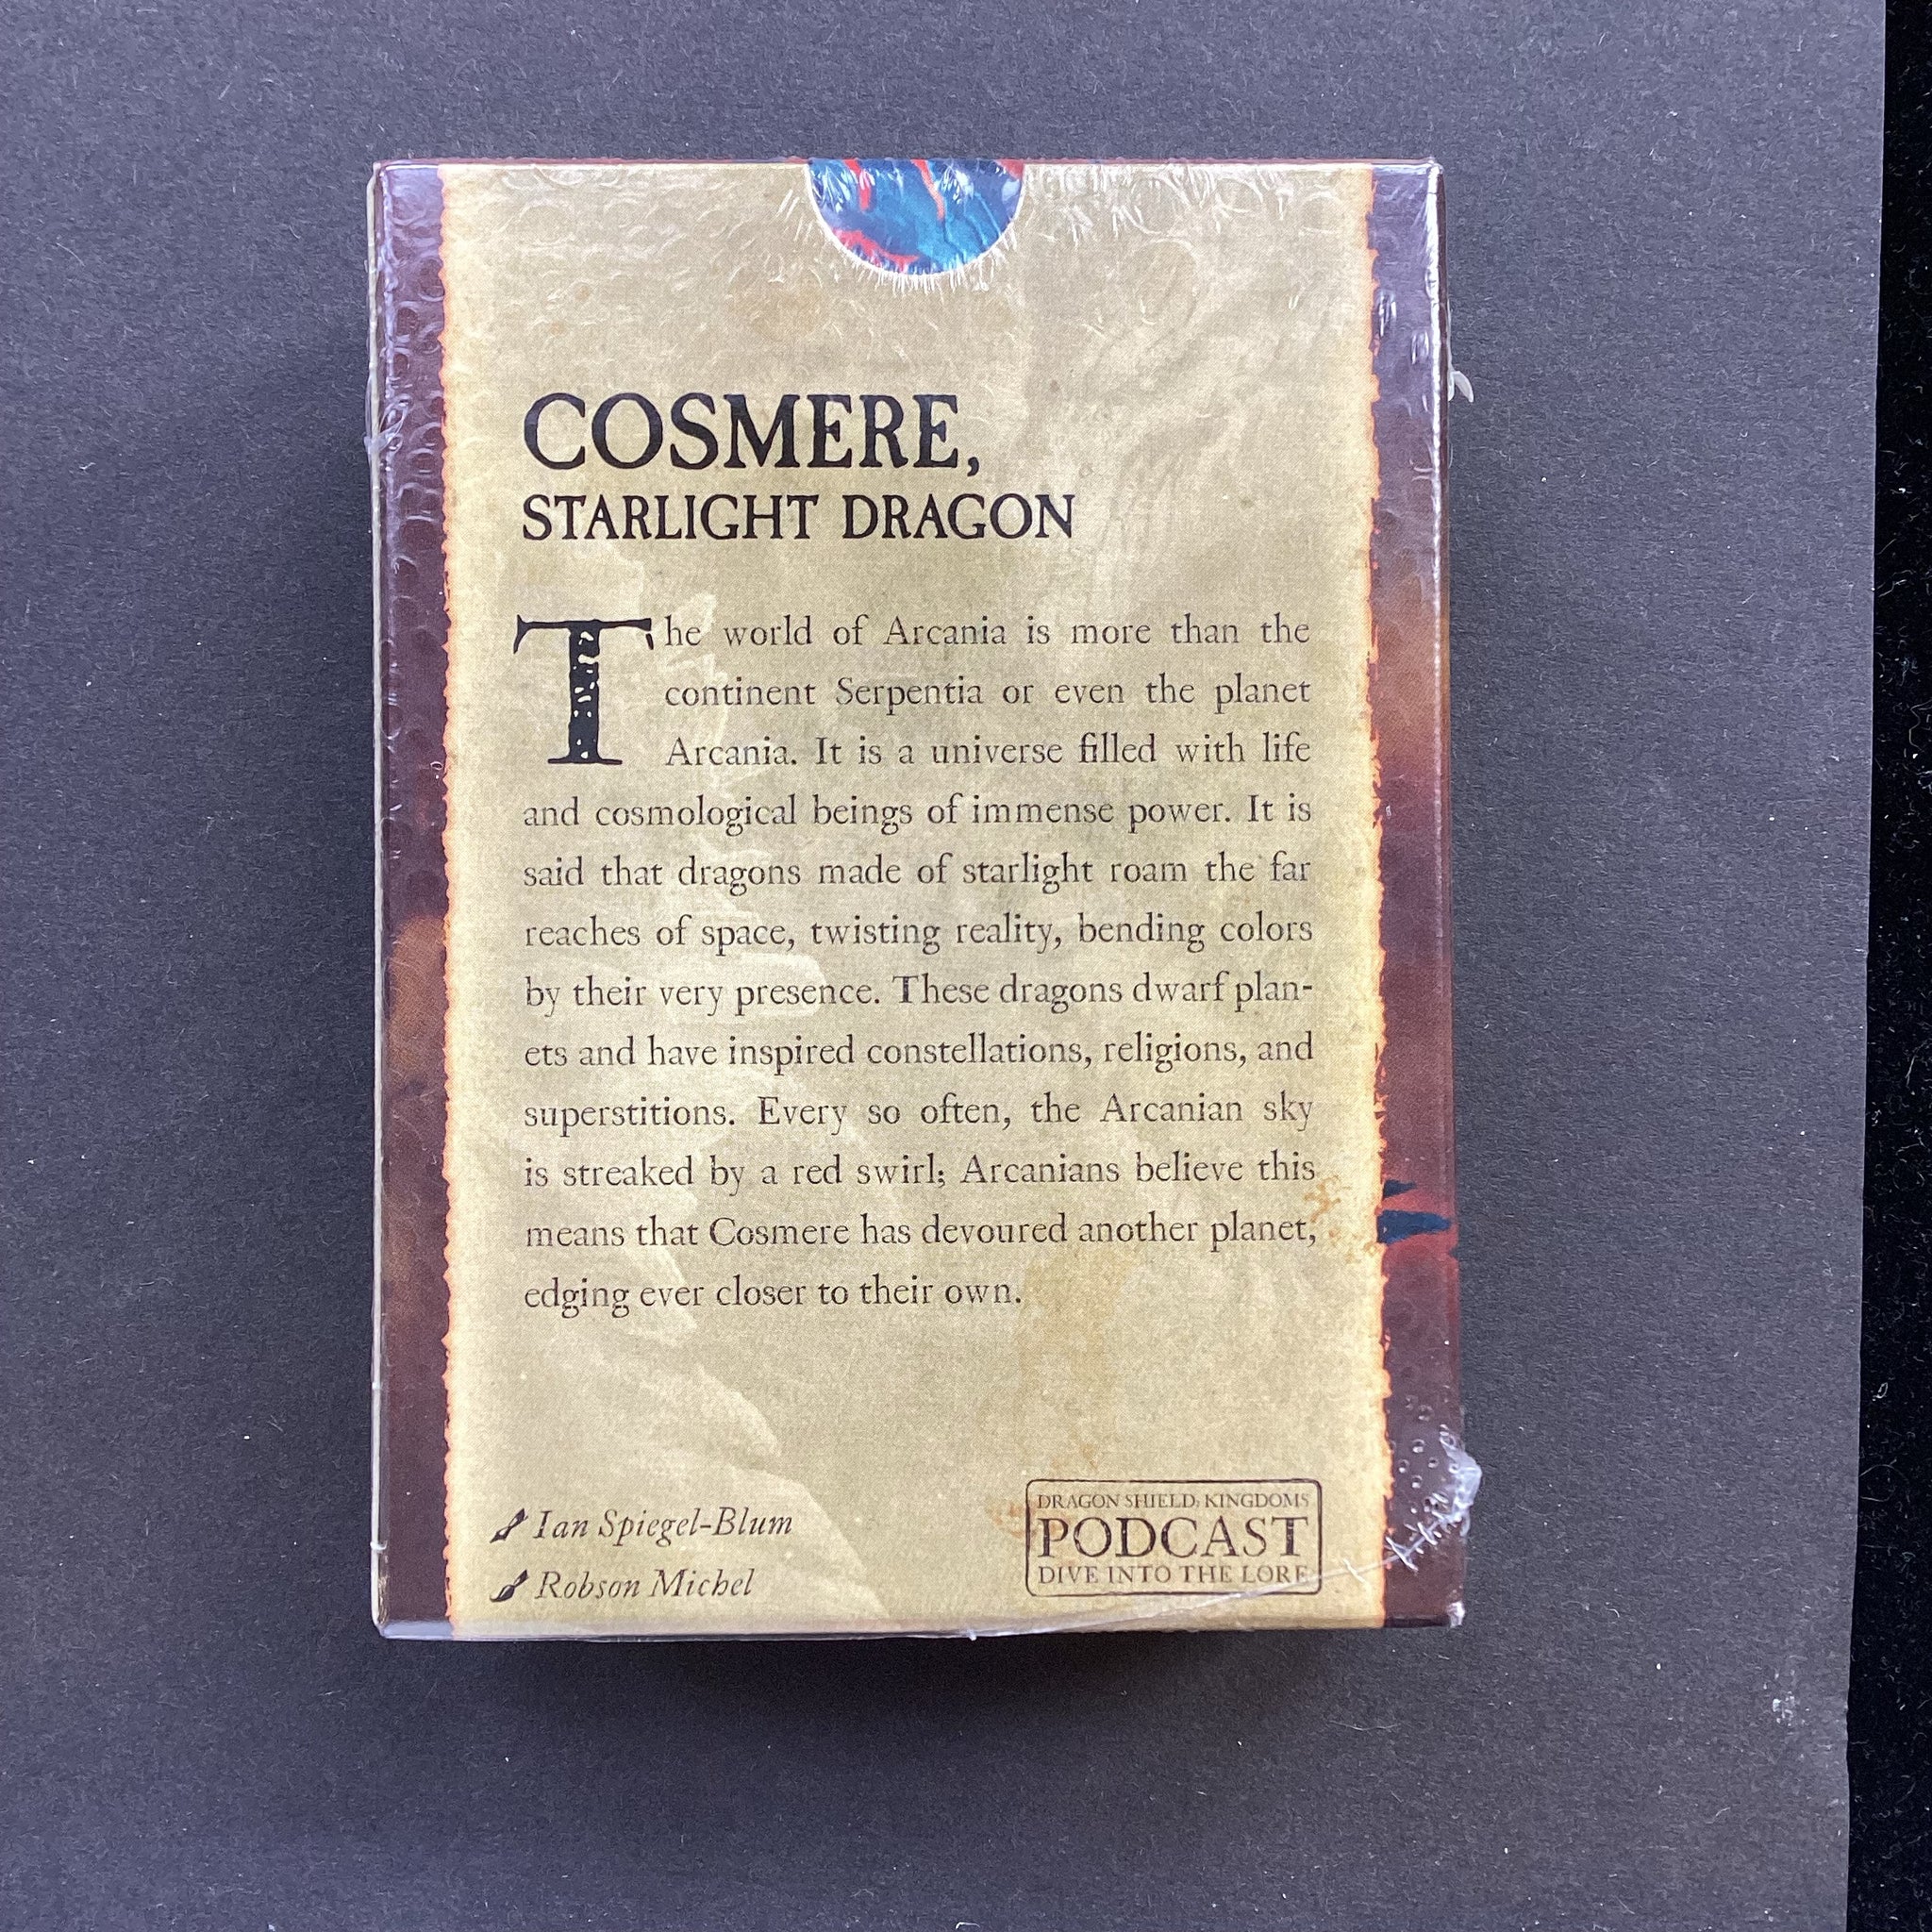 COSMERE,
STARLIGHT DRAGON
The world of Arcania is more than the
continent Serpentia or even the planet
Arcania. It is a universe filled with life
and cosmological beings of immense power. It is
said that dragons made of starlight roam the far
reaches of space, twisting reality, bending colors
by their very presence. These dragons dwarf plan-
ets and have inspired constellations, religions, and
superstitions. Every so often, the Arcanian sky
is streaked by a red swirl; Arcanians believe this
means that Cosmere has devoured another planet,
edging ever closer to their own.
Ian Spiegel-Blum
Robson Michel
DRAGON SHIELD: KINGDOMS
PODCAST
DIVE INTO THE LORE